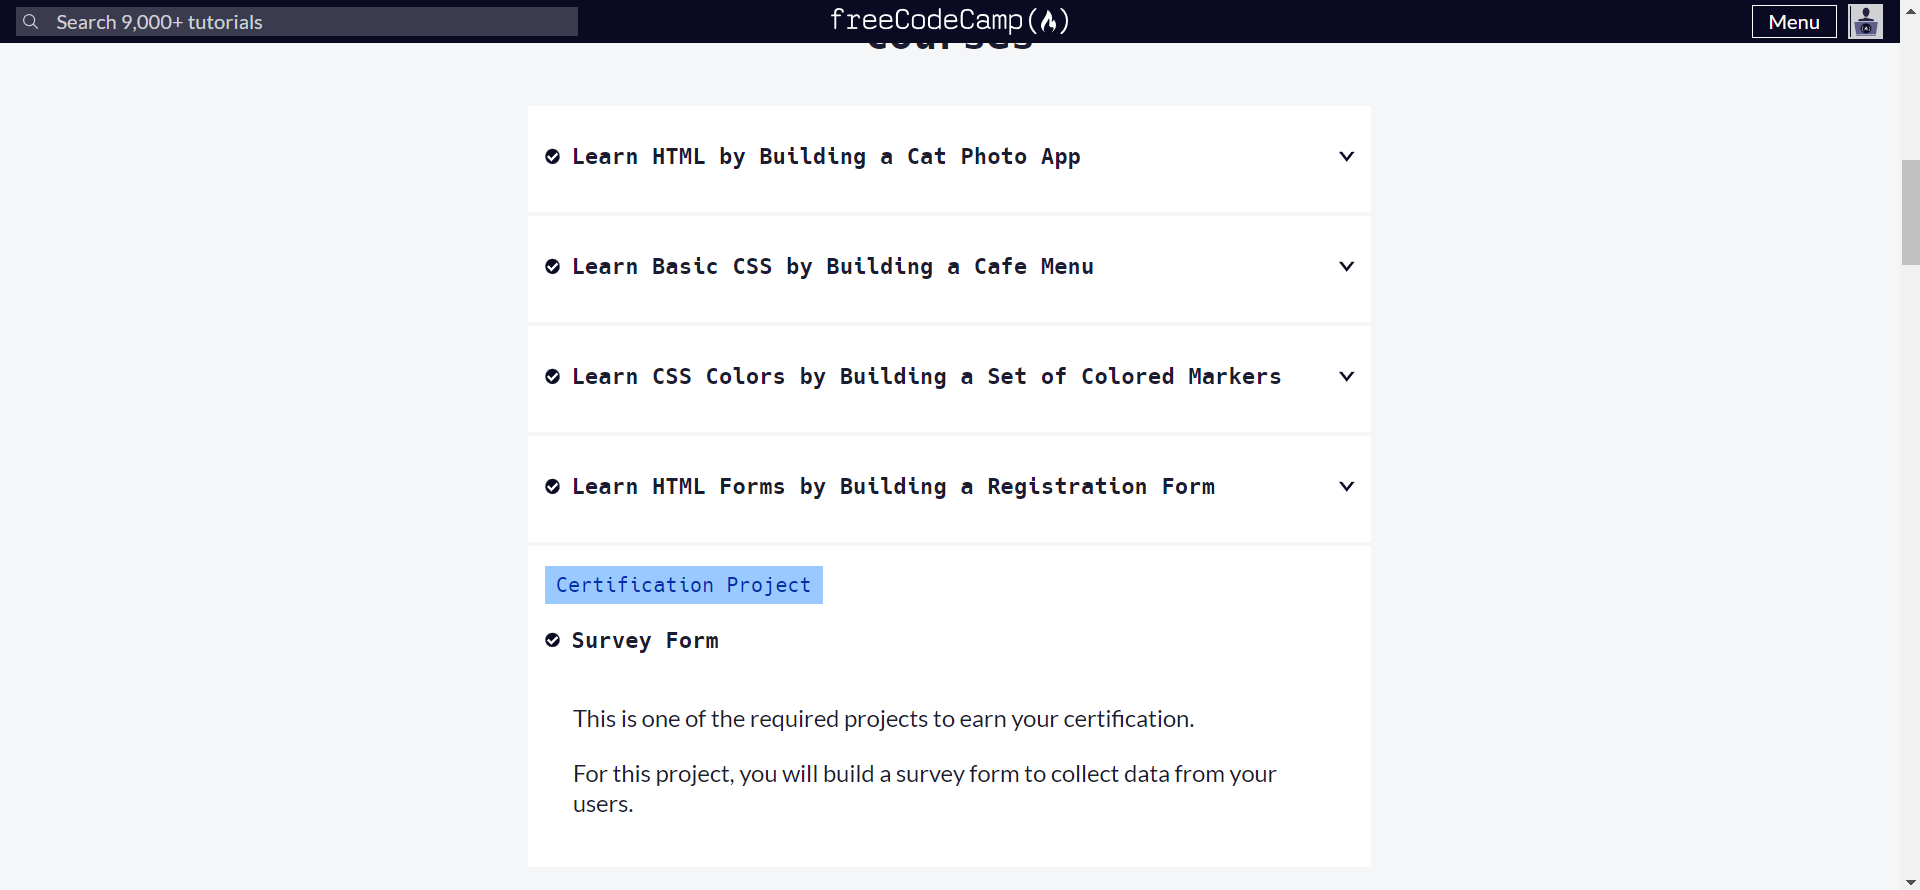 Search 9,000+ tutorials
freeCodeCamp
Menu
Courses
Learn HTML by Building a Cat Photo App
Learn Basic CSS by Building a Cafe Menu
Learn CSS Colors by Building a Set of Colored Markers
Learn HTML Forms by Building a Registration Form
Certification Project
Survey Form
This is one of the required projects to earn your certification.
For this project, you will build a survey form to collect data from your
users.